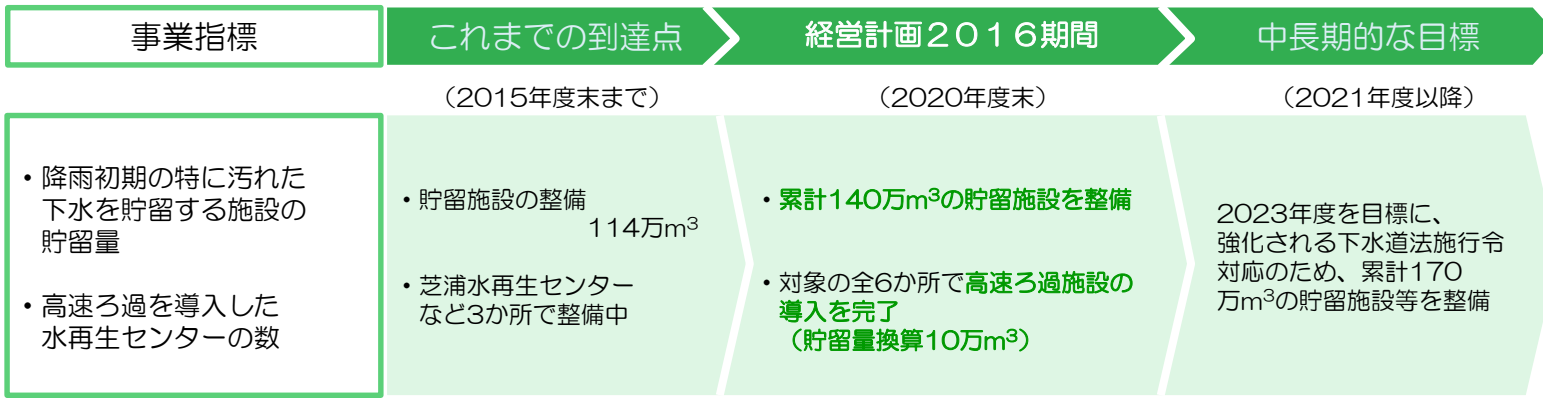 事業指標
これまでの到達点
経営計画2016期間
中長期的な目標
（2015年度末まで）
（2020年度末）
（2021年度以降）
・降雨初期の特に汚れた
下水を貯留する施設の
貯留量
・高速ろ過を導入した
水再生センターの数
・貯留施設の整備
114万m³
・芝浦水再生センター
など3か所で整備中
・累計140万m³の貯留施設を整備
・対象の全6か所で高速ろ過施設の
導入を完了
（貯留量換算10万m³）
2023年度を目標に、
強化される下水道法施行令
対応のため、累計170
万m³の貯留施設等を整備